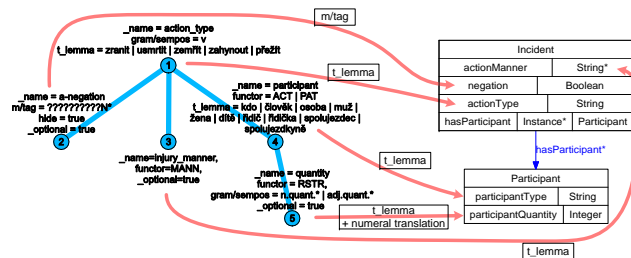 m/tag
_name = action_type
gram/sempos = v
t_lemma = zranit | usmrtit | zemřít | zahynout | přežít
1
t_lemma
Incident
actionManner String*
negation Boolean
actionType String
hasParticipant Instance* Participant
_name = a-negation
m/tag = ??????????N*
hide = true
_optional = true
2
_name = participant
functor = ACT | PAT
t_lemma = kdo | člověk | osoba | muž |
žena | dítě | řidič | řidička | spolujezdec |
spolujezdkyně
3
4
_name=injury_manner,
functor=MANN,
_optional=true
hasParticipant*
t_lemma
_name = quantity
functor = RSTR,
gram/sempos = n.quant.* | adj.quant.*
_optional = true
5
Participant
participantType String
participantQuantity Integer
t_lemma
+ numeral translation
t_lemma